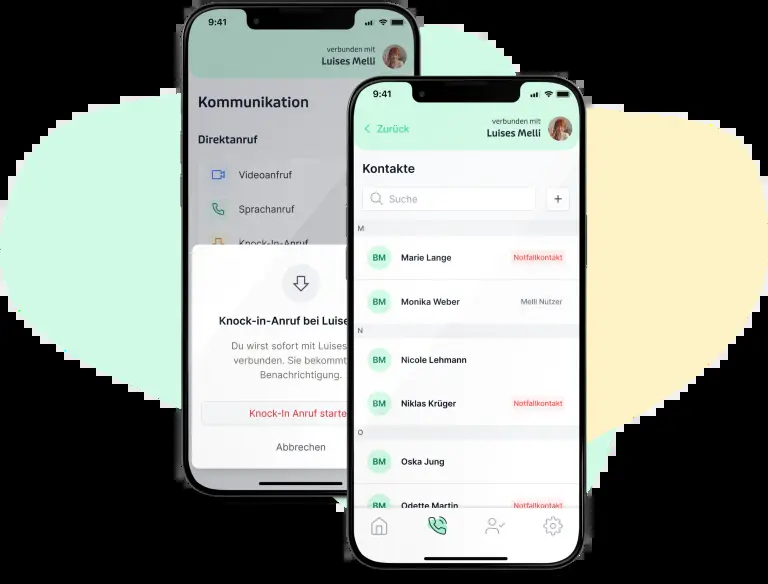 9:41
verbunden mit
Luises Melli
Kommunikation
Direktanruf
Videoanfruf
Sprachanruf
Knock-In-Anruf
Knock-in-Anruf bei Luise
Du wirst sofort mit Luises
verbunden. Sie bekommt
Benachrichtigung.
Knock-In Anruf starte
Abbrechen
9:41
Zurück
verbunden mit
Luises Melli
Kontakte
Suche
+
M
BM Marie Lange Notfallkontakt
BM Monika Weber Melli Nutzer
N
BM Nicole Lehmann
BM Niklas Krüger Notfallkontakt
O
BM Oska Jung
BM Odette Martin Notfallkontakt